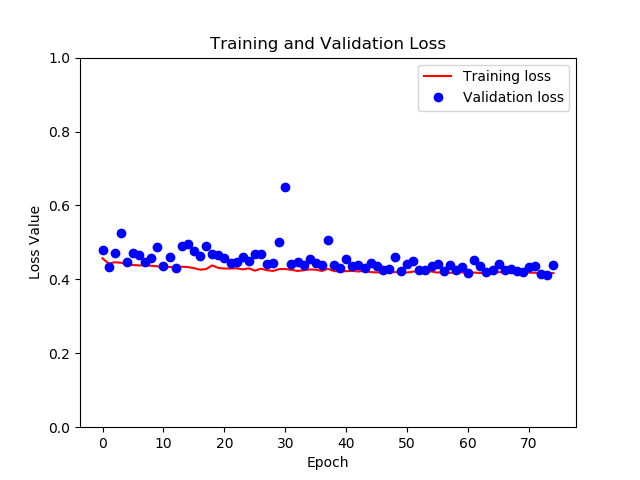 Training and Validation Loss
Training loss
Validation loss
Loss Value
1.0
0.8
0.6
0.4
0.2
0.0
0 10 20 30 40 50 60 70
Epoch